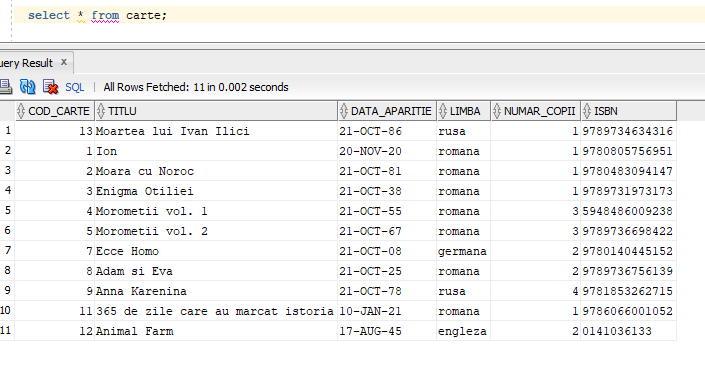 select * from carte;
uery Result x
SQL | All Rows Fetched: 11 in 0.002 seconds
COD_CARTE TITLU DATA_APARITIE LIMBA NUMAR_COPII ISBN
1 13 Moartea lui Ivan Ilici 21-OCT-86 rusa 1 9789734634316
2 1 Ion 20-NOV-20 romana 1 9780805756951
3 2 Moara cu Noroc 21-OCT-81 romana 1 9780483094147
4 3 Enigma Otiliei 21-OCT-38 romana 1 9789731973173
5 4 Morometii vol. 1 21-OCT-55 romana 3 5948486009238
6 5 Morometii vol. 2 21-OCT-67 romana 3 9789736698422
7 7 Ecce Homo 21-OCT-08 germana 2 9780140445152
8 8 Adam si Eva 21-OCT-25 romana 2 9789736756139
9 9 Anna Karenina 21-OCT-78 rusa 4 9781853262715
10 11 365 de zile care au marcat istoria 10-JAN-21 romana 1 9786066001052
11 12 Animal Farm 17-AUG-45 engleza 2 0141036133